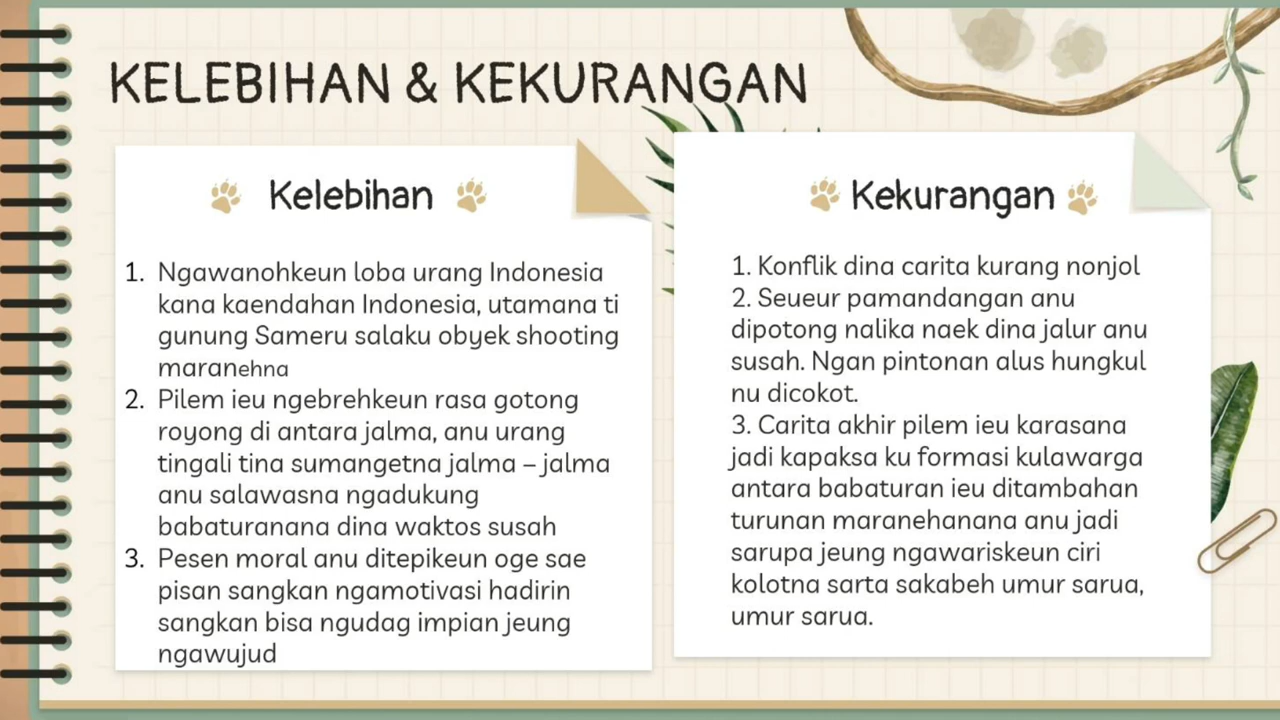 KELEBIHAN & KEKURANGAN
Kelebihan
1. Ngawanohkeun loba urang Indonesia
kana kaendahan Indonesia, utamana ti
gunung Sameru salaku obyek shooting
maranehna
2. Pilem ieu ngebrehkeun rasa gotong
royong di antara jalma, anu urang
tingali tina sumangetna jalma – jalma
anu salawasna ngadukung
babaturanana dina waktos susah
3. Pesen moral anu ditepikeun oge sae
pisan sangkan ngamotivasi hadirin
sangkan bisa ngudag impian jeung
ngawujud
Kekurangan
1. Konflik dina carita kurang nonjol
2. Seueur pamandangan anu
dipotong nalika naek dina jalur anu
susah. Ngan pintonan alus hungkul
nu dicokot.
3. Carita akhir pilem ieu karasana
jadi kapaksa ku formasi kulawarga
antara babaturan ieu ditambahan
turunan maranehanana anu jadi
sarupa jeung ngawariskeun ciri
kolotna sarta sakabeh umur sarua,
umur sarua.